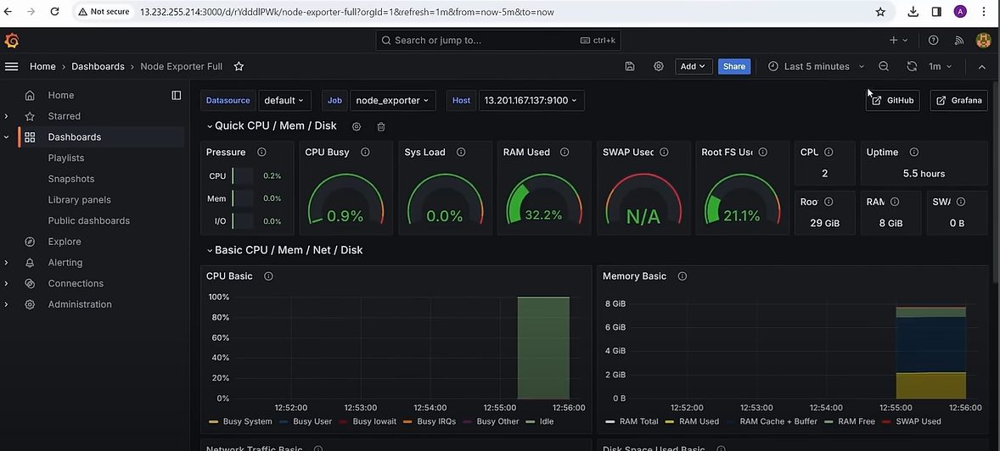 Not secure 13.232.255.214:3000/d/rYdddlPWk/node-exporter-full?orgId=1&refresh=1m&from=now-5m&to=now A
Search or jump to... ctrl+k
Home > Dashboards > Node Exporter Full Add Share Last 5 minutes 1m
Home
Starred
Dashboards
Playlists
Snapshots
Library panels
Public dashboards
Explore
Alerting
Connections
Administration
Datasource default Job node_exporter Host 13.201.167.137:9100 GitHub Grafana
Quick CPU / Mem / Disk
Pressure
CPU 0.2%
Mem 0.0%
I/O 0.0%
CPU Busy
0.9%
Sys Load
0.0%
RAM Used
32.2%
SWAP Used
N/A
Root FS Us
21.1%
CPU
2
Uptime
5.5 hours
Roo
29 GiB
RAM
8 GiB
SWA
0 B
Basic CPU / Mem / Net / Disk
CPU Basic
100%
80%
60%
40%
20%
0%
12:52:00 12:53:00 12:54:00 12:55:00 12:56:00
Busy System Busy User Busy Iowait Busy IRQs Busy Other Idle
Memory Basic
8 GiB
6 GiB
4 GiB
2 GiB
0 B
12:52:00 12:53:00 12:54:00 12:55:00 12:56:00
RAM Total RAM Used RAM Cache + Buffer RAM Free SWAP Used
Network Traffic Basic
Disk Space Used Basic